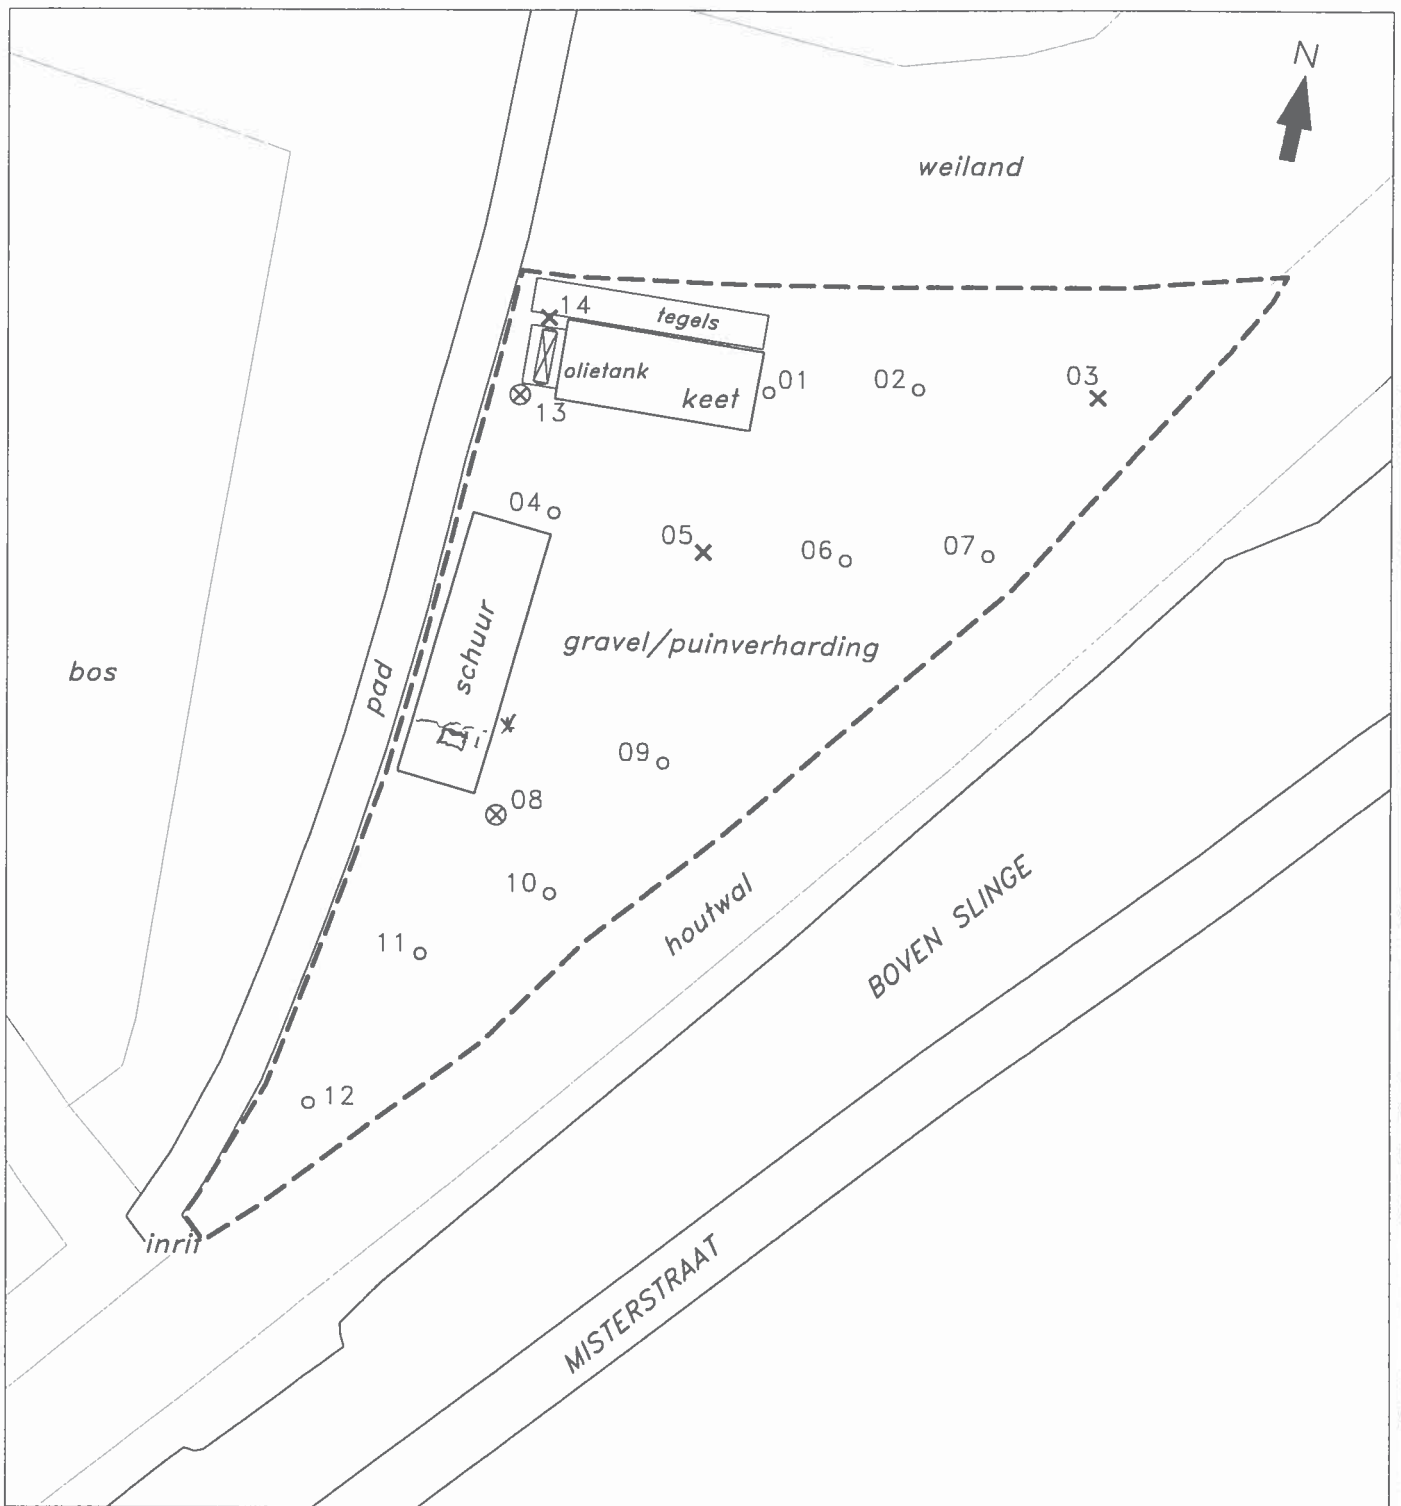 N
weiland
14
tegels
olietank
keet
01
02
03
13
04
05
06
07
schuur
gravel/puinverharding
bos
pad
09
08
10
houtwal
BOVEN SLINGE
11
12
inrit
MISTERSTRAAT